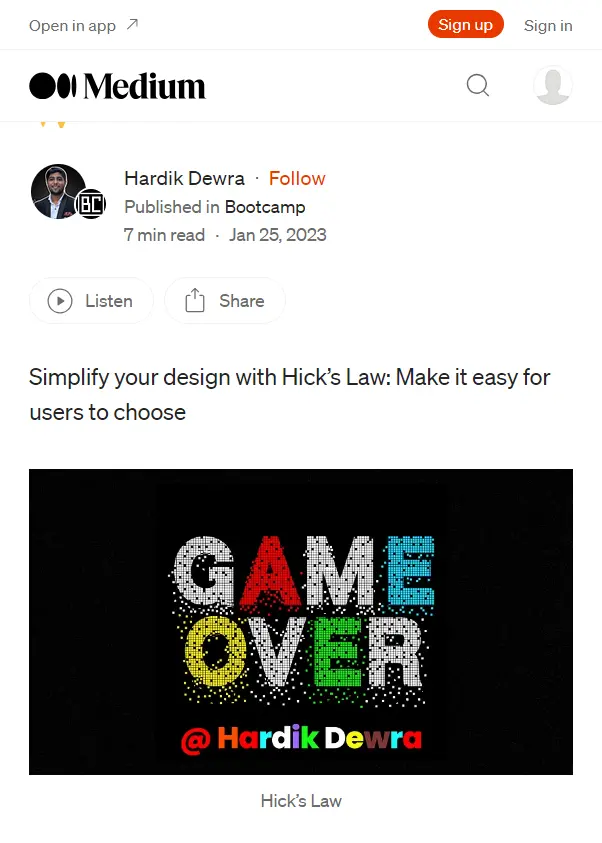 Open in app
Sign up
Sign in
Medium
BC
Hardik Dewra · Follow
Published in Bootcamp
7 min read · Jan 25, 2023
Listen
Share
Simplify your design with Hick’s Law: Make it easy for
users to choose
GAME
OVER
@ Hardik Dewra
Hick’s Law